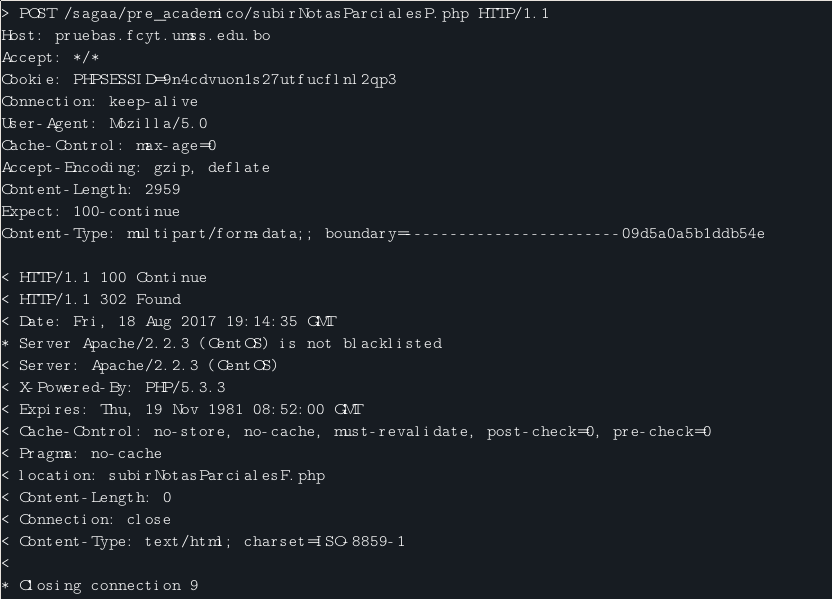 > POST /sagaa/pre_academico/subirNotasParcialesP.php HTTP/1.1
Host: pruebas.fcyt.umss.edu.bo
Accept: */*
Cookie: PHPSESSID=9n4cdvuon1s27utfucflnl2qp3
Connection: keep-alive
User-Agent: Mozilla/5.0
Cache-Control: max-age=0
Accept-Encoding: gzip, deflate
Content-Length: 2959
Expect: 100-continue
Content-Type: multipart/form-data;; boundary=------------------------09d5a0a5b1ddb54e
< HTTP/1.1 100 Continue
< HTTP/1.1 302 Found
< Date: Fri, 18 Aug 2017 19:14:35 GMT
* Server Apache/2.2.3 (CentOS) is not blacklisted
< Server: Apache/2.2.3 (CentOS)
< X-Powered-By: PHP/5.3.3
< Expires: Thu, 19 Nov 1981 08:52:00 GMT
< Cache-Control: no-store, no-cache, must-revalidate, post-check=0, pre-check=0
< Pragma: no-cache
< location: subirNotasParcialesF.php
< Content-Length: 0
< Connection: close
< Content-Type: text/html; charset=ISO-8859-1
<
* Closing connection 9